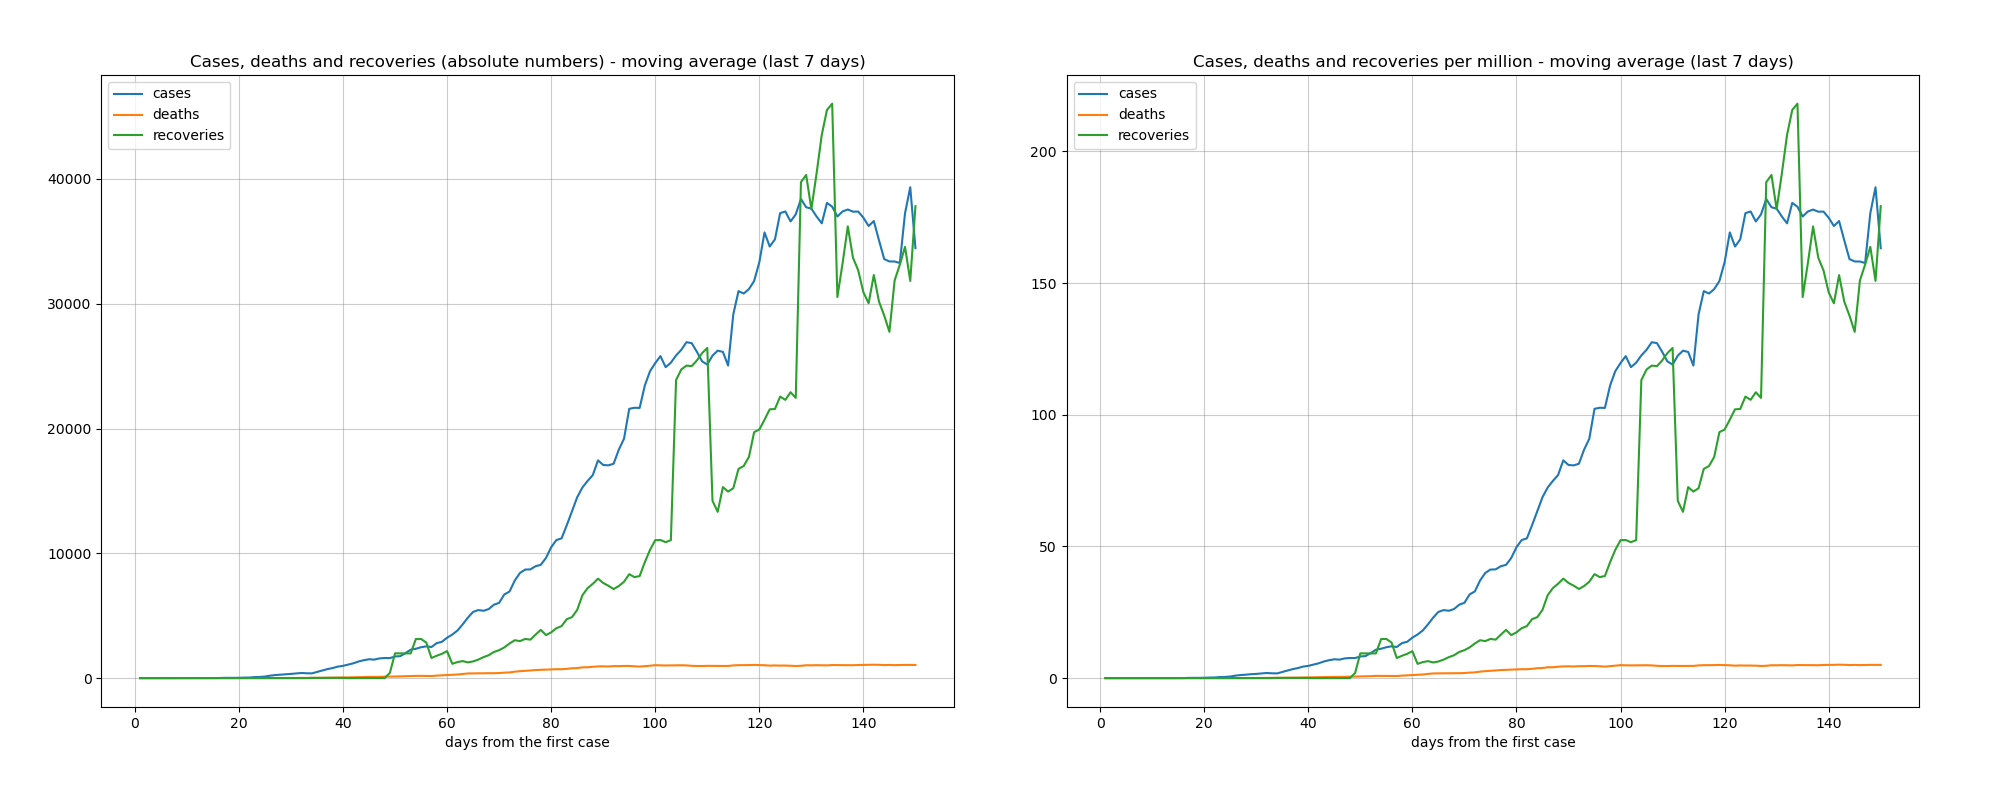 Cases, deaths and recoveries (absolute numbers) - moving average (last 7 days)
cases
deaths
recoveries
40000
30000
20000
10000
0
0 20 40 60 80 100 120 140
days from the first case
Cases, deaths and recoveries per million - moving average (last 7 days)
cases
deaths
recoveries
200
150
100
50
0
0 20 40 60 80 100 120 140
days from the first case